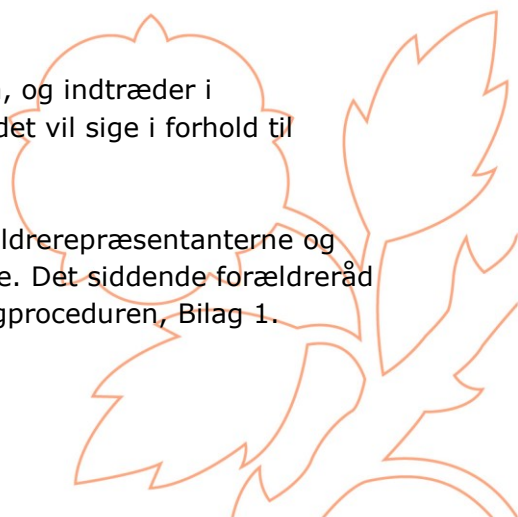 , og indtræder i
det vil sige i forhold til
ldrerepræsentanterne og
e. Det siddende forældreråd
gproceduren, Bilag 1.